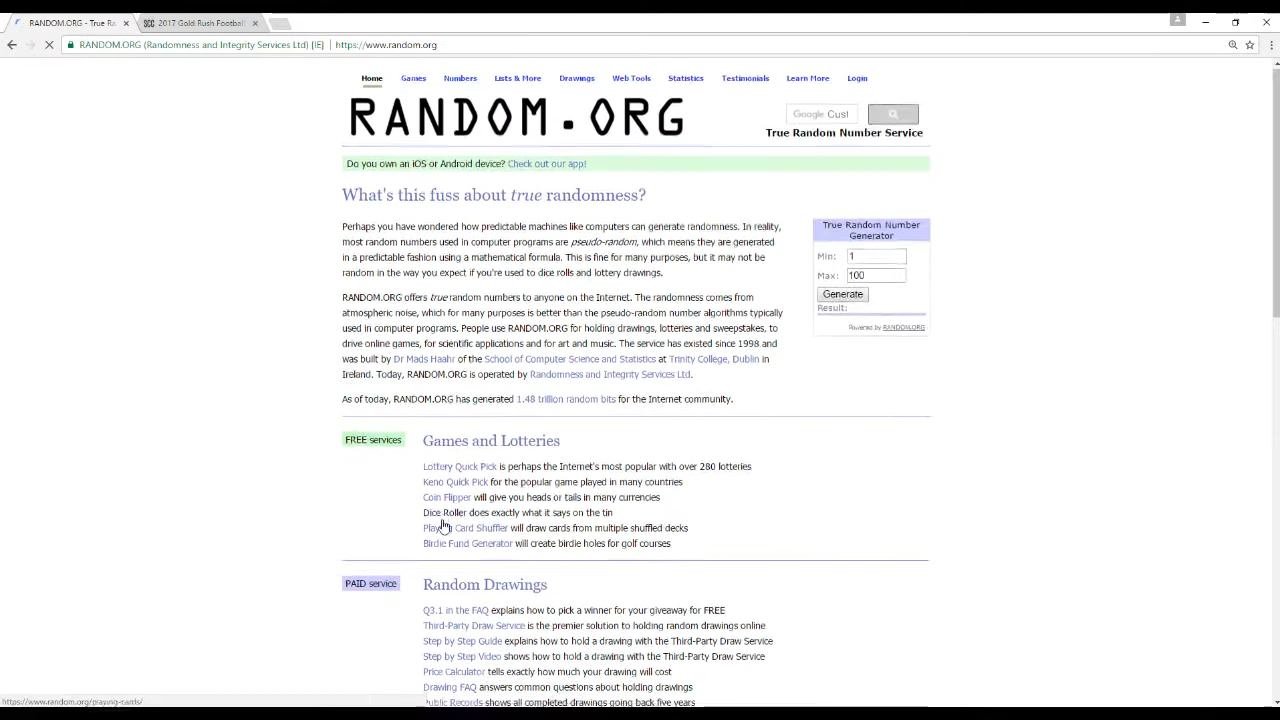 RANDOM.ORG - True Ra
SCC 2017 Gold Rush Football
RANDOM.ORG (Randomness and Integrity Services Ltd) [IE] https://www.random.org
Home Games Numbers Lists & More Drawings Web Tools Statistics Testimonials Learn More Login
RANDOM.ORG
Google Cust
True Random Number Service
Do you own an iOS or Android device? Check out our app!
What's this fuss about true randomness?
Perhaps you have wondered how predictable machines like computers can generate randomness. In reality,
most random numbers used in computer programs are pseudo-random, which means they are generated
in a predictable fashion using a mathematical formula. This is fine for many purposes, but it may not be
random in the way you expect if you're used to dice rolls and lottery drawings.
RANDOM.ORG offers true random numbers to anyone on the Internet. The randomness comes from
atmospheric noise, which for many purposes is better than the pseudo-random number algorithms typically
used in computer programs. People use RANDOM.ORG for holding drawings, lotteries and sweepstakes, to
drive online games, for scientific applications and for art and music. The service has existed since 1998 and
was built by Dr Mads Haahr of the School of Computer Science and Statistics at Trinity College, Dublin in
Ireland. Today, RANDOM.ORG is operated by Randomness and Integrity Services Ltd.
As of today, RANDOM.ORG has generated 1.48 trillion random bits for the Internet community.
True Random Number
Generator
Min: 1
Max: 100
Generate
Result:
Powered by RANDOM.ORG
FREE services
Games and Lotteries
Lottery Quick Pick is perhaps the Internet's most popular with over 280 lotteries
Keno Quick Pick for the popular game played in many countries
Coin Flipper will give you heads or tails in many currencies
Dice Roller does exactly what it says on the tin
Playing Card Shuffler will draw cards from multiple shuffled decks
Birdie Fund Generator will create birdie holes for golf courses
PAID service
Random Drawings
Q3.1 in the FAQ explains how to pick a winner for your giveaway for FREE
Third-Party Draw Service is the premier solution to holding random drawings online
Step by Step Guide explains how to hold a drawing with the Third-Party Draw Service
Step by Step Video shows how to hold a drawing with the Third-Party Draw Service
Price Calculator tells exactly how much your drawing will cost
Drawing FAQ answers common questions about holding drawings
Public Records shows all completed drawings going back five years
https://www.random.org/playing-cards/